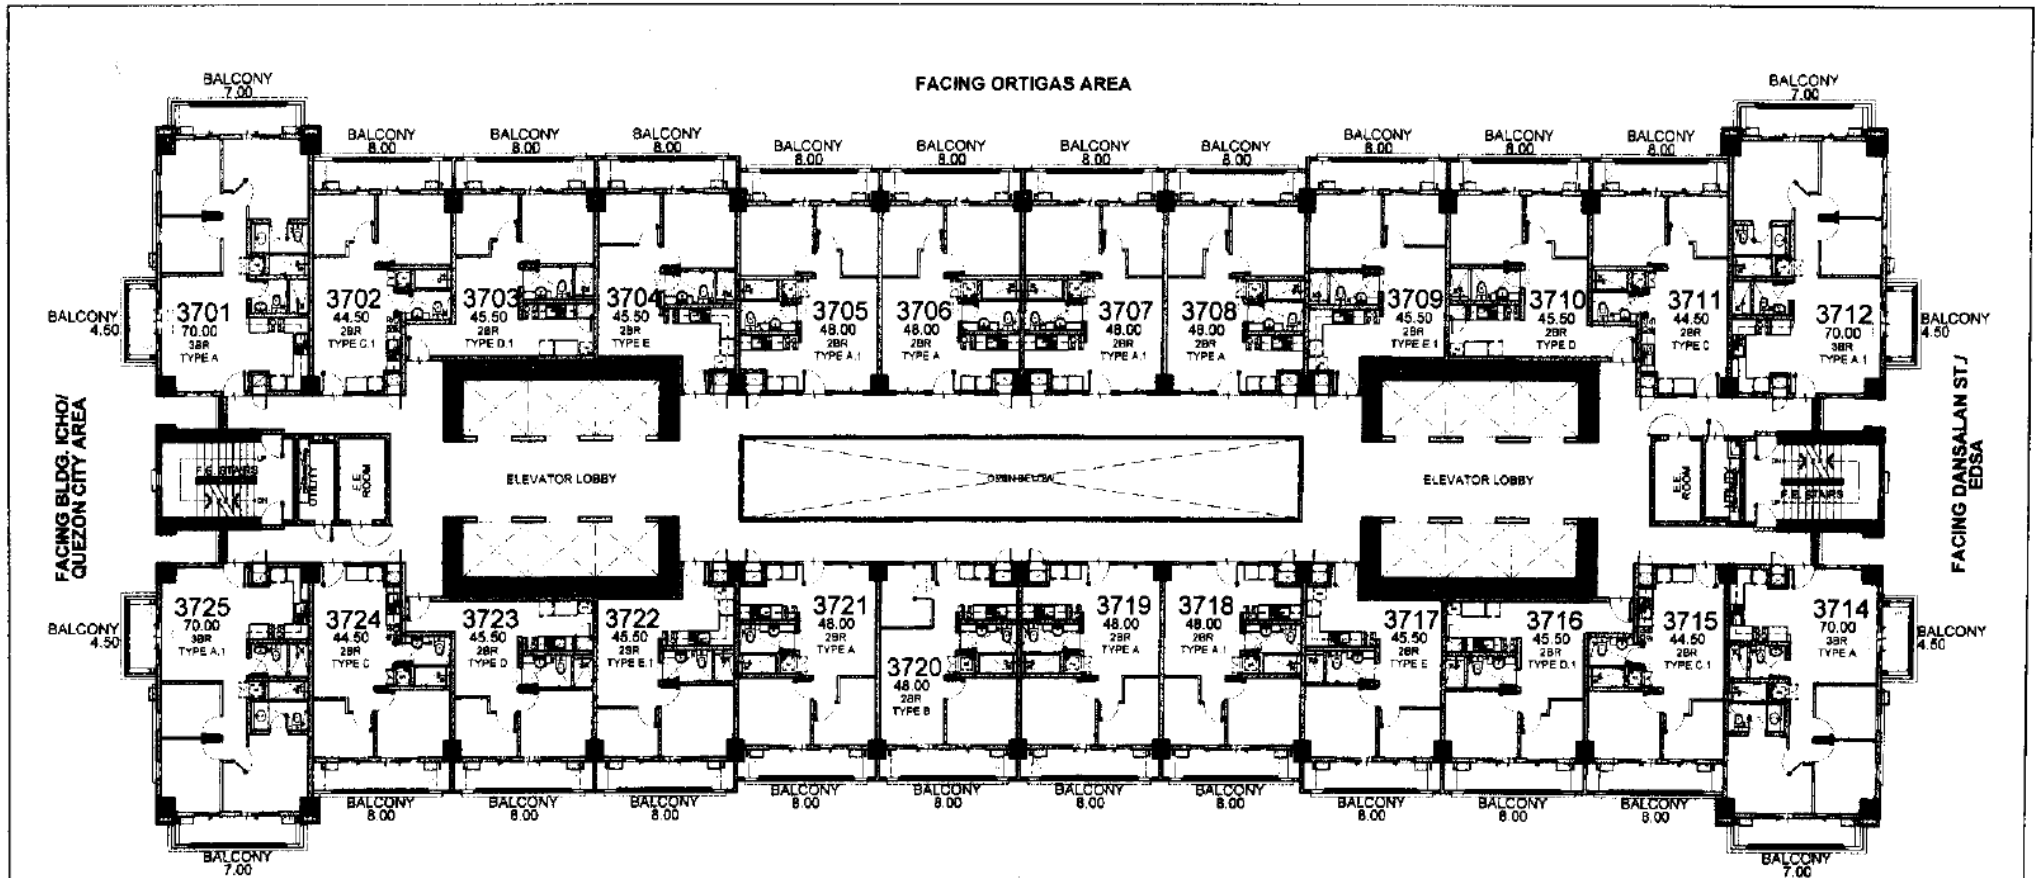 FACING ORTIGAS AREA
BALCONY
7.00
BALCONY
8.00
BALCONY
8.00
BALCONY
8.00
BALCONY
8.00
BALCONY
8.00
BALCONY
8.00
BALCONY
8.00
BALCONY
8.00
BALCONY
8.00
BALCONY
8.00
BALCONY
7.00
BALCONY
4.50
3701
70.00
3BR
TYPE A
3702
44.50
2BR
TYPE C.1
3703
45.50
2BR
TYPE D.1
3704
45.50
2BR
TYPE E
3705
48.00
2BR
TYPE A.1
3706
48.00
2BR
TYPE A
3707
48.00
2BR
TYPE A.1
3708
48.00
2BR
TYPE A
3709
45.50
2BR
TYPE E.1
3710
45.50
2BR
TYPE D
3711
44.50
2BR
TYPE C
3712
70.00
3BR
TYPE A.1
BALCONY
4.50
FACING BLDG. ICHO/
QUEZON CITY AREA
F.E. STAIRS
UP
DN
UTILITY
E.E.
ROOM
ELEVATOR LOBBY
OPEN BELOW
ELEVATOR LOBBY
E.E.
ROOM
DN
UP
F.E. STAIRS
FACING DANSALAN ST./
EDSA
BALCONY
4.50
3725
70.00
3BR
TYPE A.1
3724
44.50
2BR
TYPE C
3723
45.50
2BR
TYPE D
3722
45.50
2BR
TYPE E.1
3721
48.00
2BR
TYPE A
3720
48.00
2BR
TYPE B
3719
48.00
2BR
TYPE A
3718
48.00
2BR
TYPE A.1
3717
45.50
2BR
TYPE E
3716
45.50
2BR
TYPE D.1
3715
44.50
2BR
TYPE C.1
3714
70.00
3BR
TYPE A
BALCONY
4.50
BALCONY
7.00
BALCONY
8.00
BALCONY
8.00
BALCONY
8.00
BALCONY
8.00
BALCONY
8.00
BALCONY
8.00
BALCONY
8.00
BALCONY
8.00
BALCONY
8.00
BALCONY
8.00
BALCONY
7.00